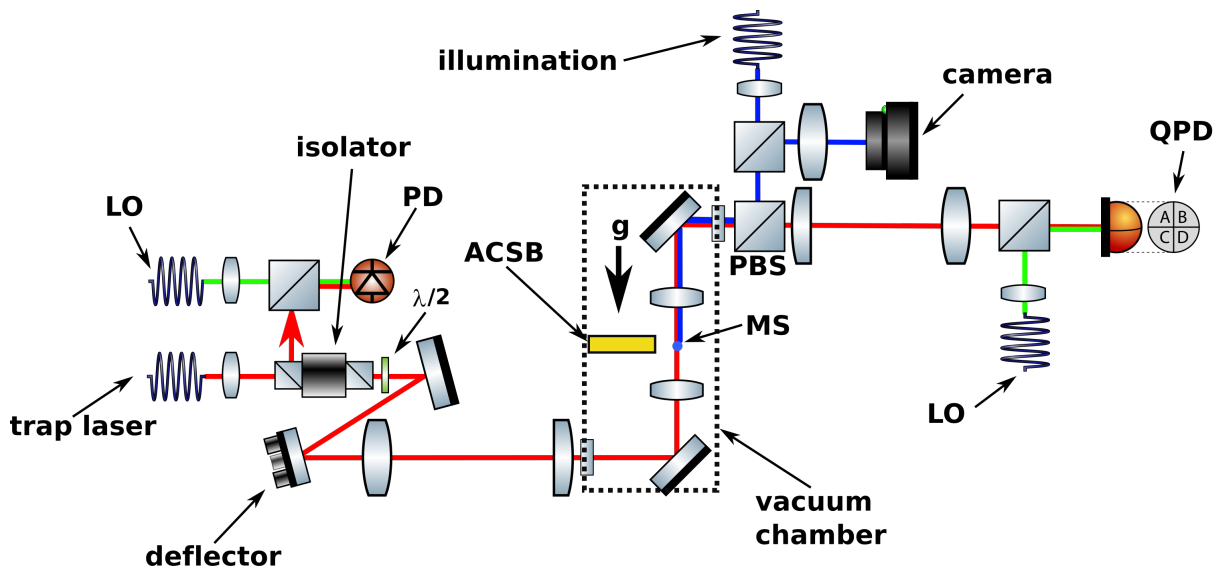 illumination
camera
QPD
isolator
LO
PD
g
A B
C D
ACSB
PBS
λ/2
MS
trap laser
LO
vacuum
chamber
deflector